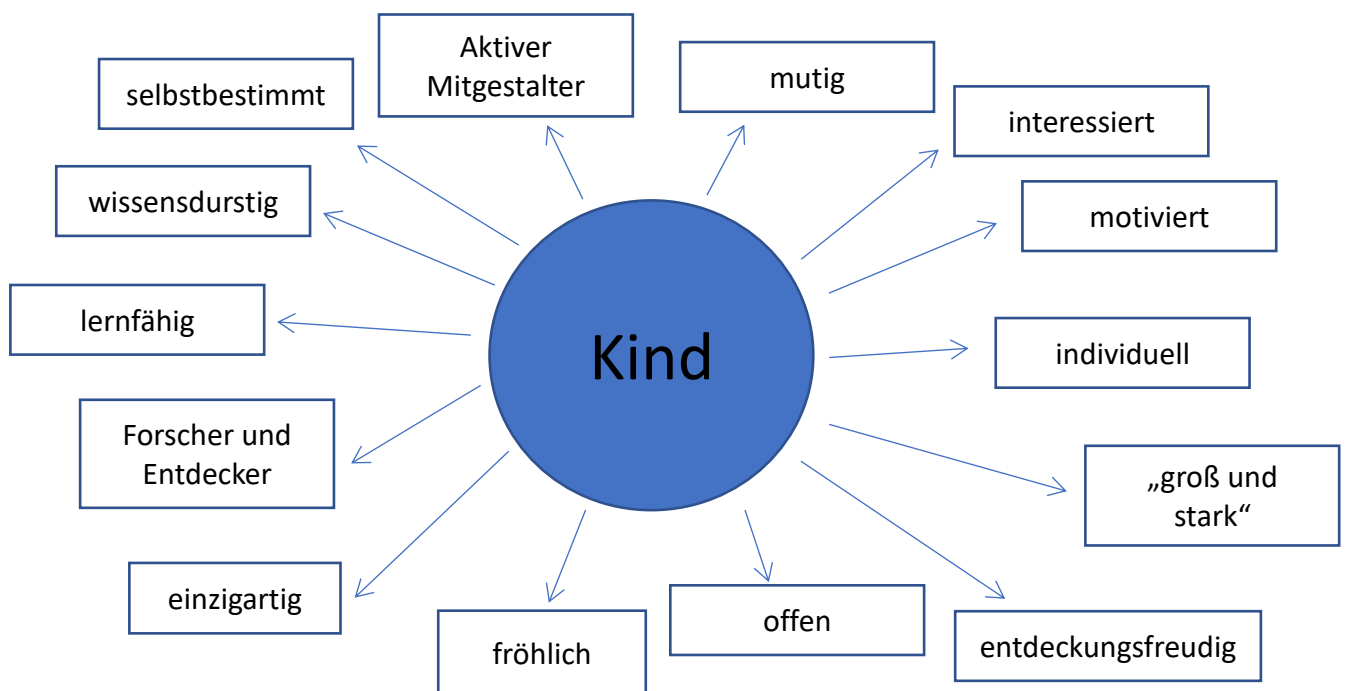 Aktiver
Mitgestalter
mutig
selbstbestimmt
interessiert
wissensdurstig
motiviert
lernfähig
Kind
individuell
Forscher und
Entdecker
„groß und
stark“
einzigartig
offen
fröhlich
entdeckungsfreudig